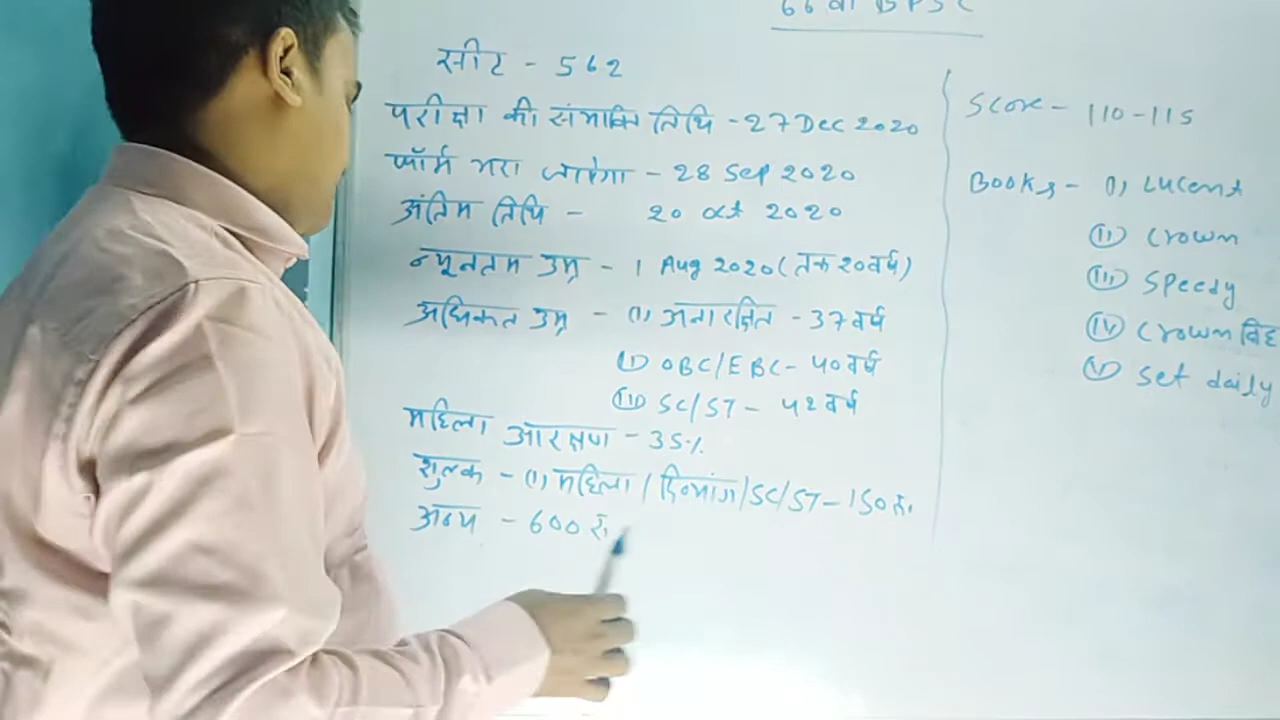 66वी BPSC
सीट - 562
परीक्षा की संभावित तिथि - 27 Dec 2020
फॉर्म भरा जायेगा - 28 Sep 2020
अंतिम तिथि - 20 Oct 2020
न्यूनतम उम्र - 1 Aug 2020 (तक 20 वर्ष)
अधिकत उम्र - (i) अनारक्षित - 37 वर्ष
(ii) OBC/EBC - 40 वर्ष
(iii) SC/ST - 42 वर्ष
महिला आरक्षण - 35%
शुल्क - (i) महिला / दिव्यांग / SC/ST - 150 रु.
अन्य - 600 रु.
Score - 110-115
Books - (i) Lucent
(ii) Crown
(iii) Speedy
(iv) Crown
(v) Set daily